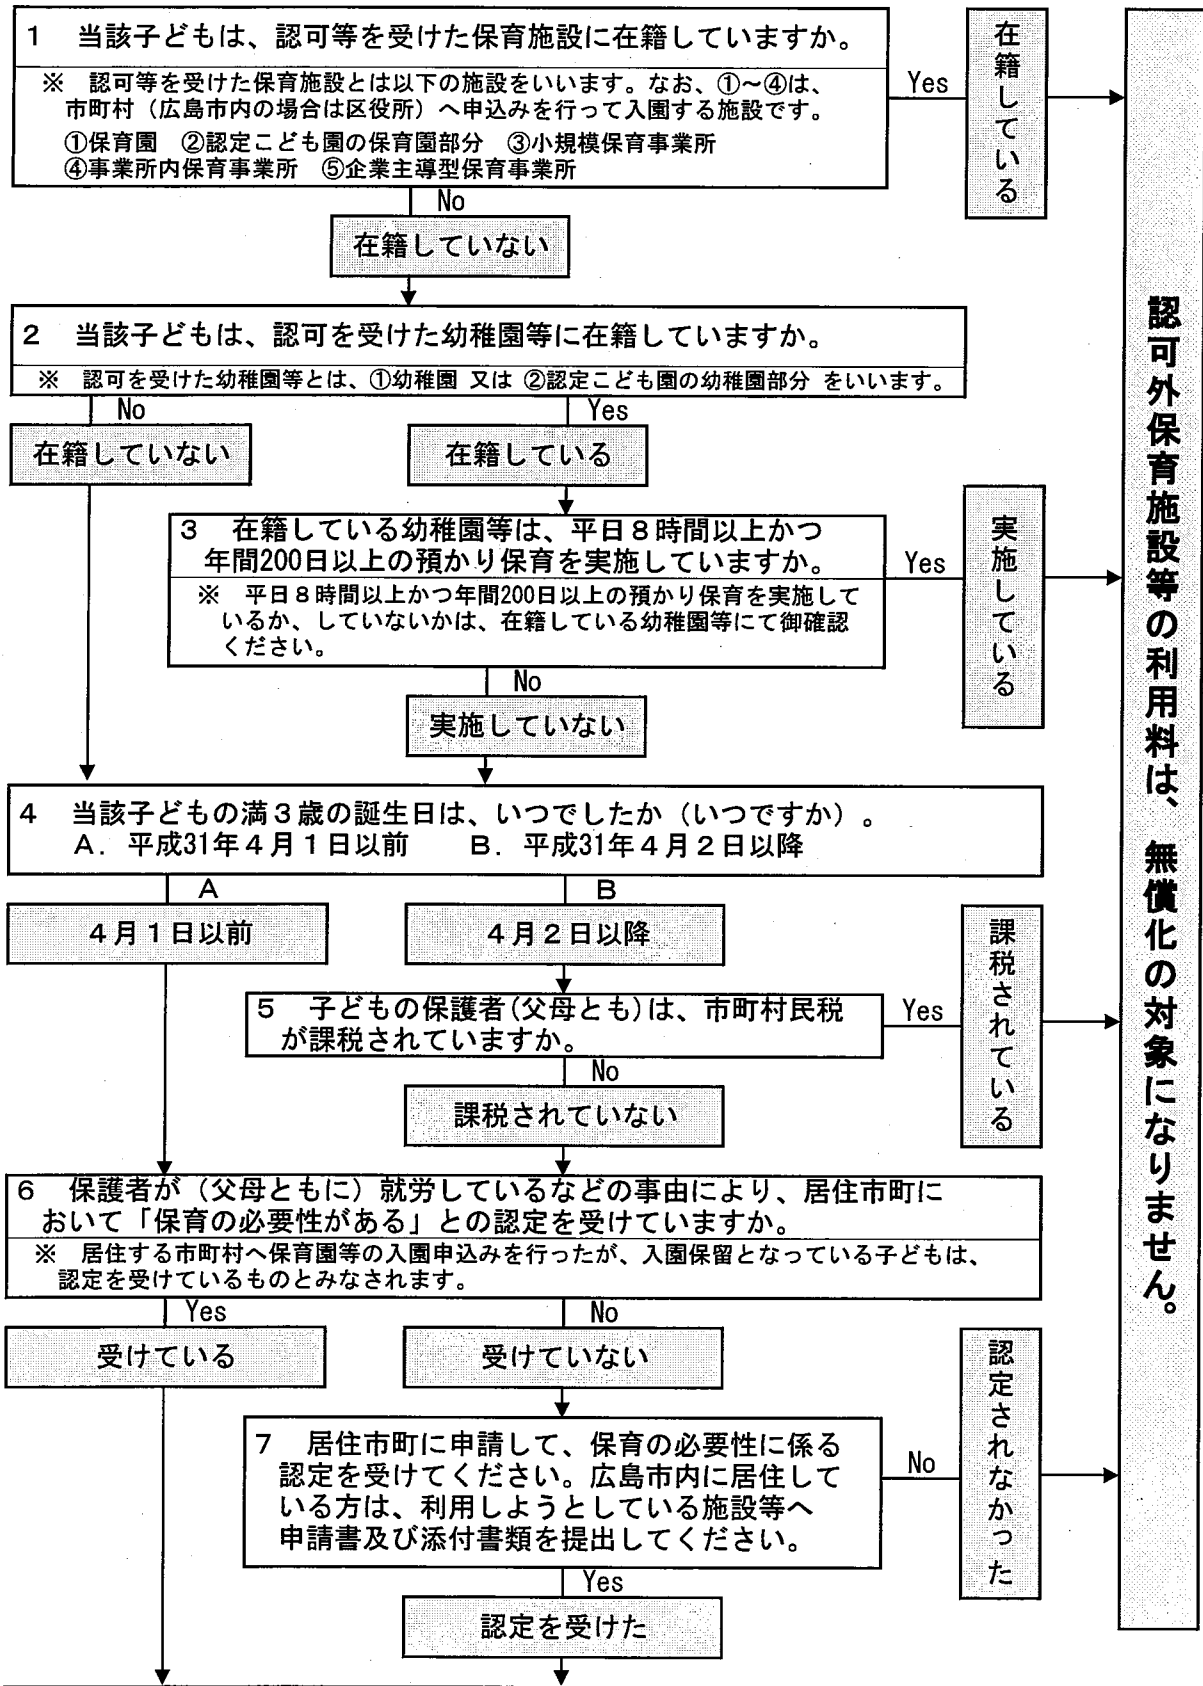 1 当該子どもは、認可等を受けた保育施設に在籍していますか。
※ 認可等を受けた保育施設とは以下の施設をいいます。なお、①～④は、
市町村（広島市内の場合は区役所）へ申込みを行って入園する施設です。
①保育園 ②認定こども園の保育園部分 ③小規模保育事業所
④事業所内保育事業所 ⑤企業主導型保育事業所
Yes
在籍している
No
在籍していない
2 当該子どもは、認可を受けた幼稚園等に在籍していますか。
※ 認可を受けた幼稚園等とは、①幼稚園 又は ②認定こども園の幼稚園部分 をいいます。
No
Yes
在籍していない
在籍している
3 在籍している幼稚園等は、平日８時間以上かつ
年間200日以上の預かり保育を実施していますか。
※ 平日８時間以上かつ年間200日以上の預かり保育を実施して
いるか、していないかは、在籍している幼稚園等にて御確認
ください。
Yes
実施している
No
実施していない
4 当該子どもの満３歳の誕生日は、いつでしたか（いつですか）。
Ａ．平成31年４月１日以前 Ｂ．平成31年４月２日以降
A
B
４月１日以前
４月２日以降
5 子どもの保護者(父母とも)は、市町村民税
が課税されていますか。
Yes
課税されている
No
課税されていない
6 保護者が（父母ともに）就労しているなどの事由により、居住市町に
おいて「保育の必要性がある」との認定を受けていますか。
※ 居住する市町村へ保育園等の入園申込みを行ったが、入園保留となっている子どもは、
認定を受けているものとみなされます。
Yes
No
受けている
受けていない
7 居住市町に申請して、保育の必要性に係る
認定を受けてください。広島市内に居住して
いる方は、利用しようとしている施設等へ
申請書及び添付書類を提出してください。
No
認定されなかった
Yes
認定を受けた
認可外保育施設等の利用料は、無償化の対象になりません。